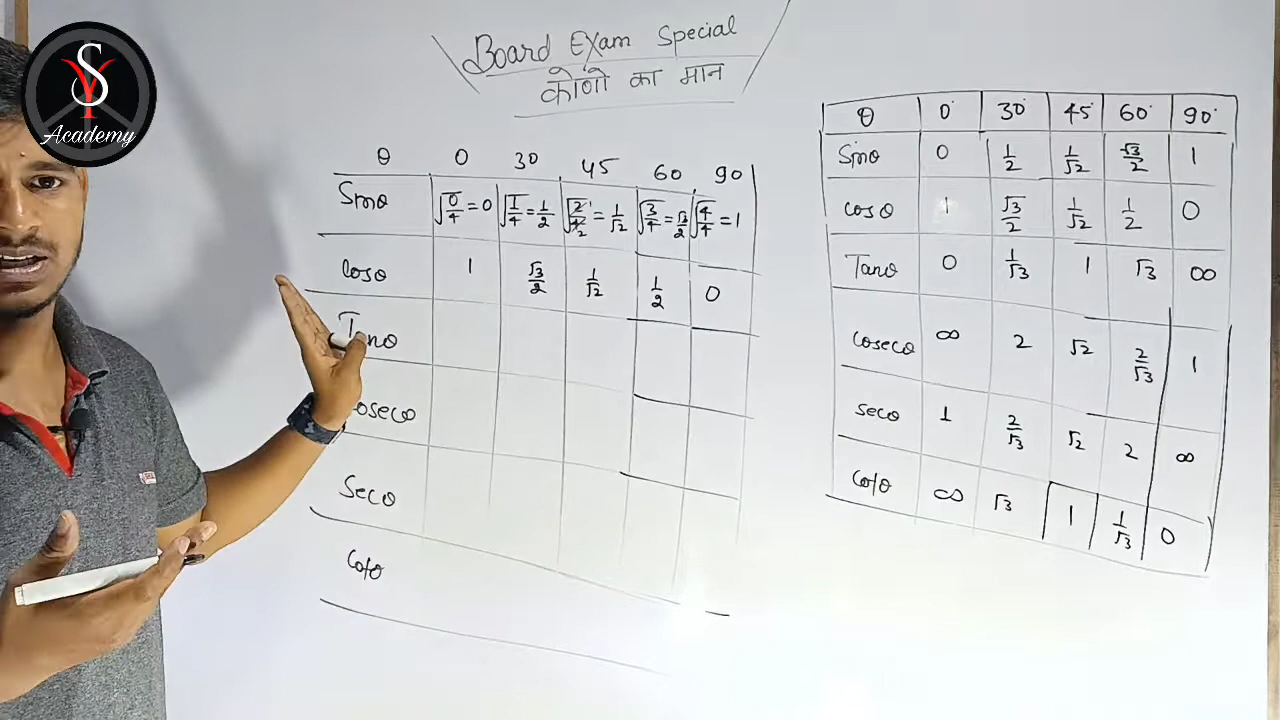 SY
Academy
Board Exam Special
कोणों का मान
θ 0 30 45 60 90
Sinθ √0/4=0 √1/4=1/2 √2/4=1/√2 √3/4=√3/2 √4/4=1
Cosθ 1 √3/2 1/√2 1/2 0
Tanθ
Cosecθ
Secθ
Cotθ
θ 0° 30° 45° 60° 90°
Sinθ 0 1/2 1/√2 √3/2 1
Cosθ 1 √3/2 1/√2 1/2 0
Tanθ 0 1/√3 1 √3 ∞
Cosecθ ∞ 2 √2 2/√3 1
Secθ 1 2/√3 √2 2 ∞
Cotθ ∞ √3 1 1/√3 0